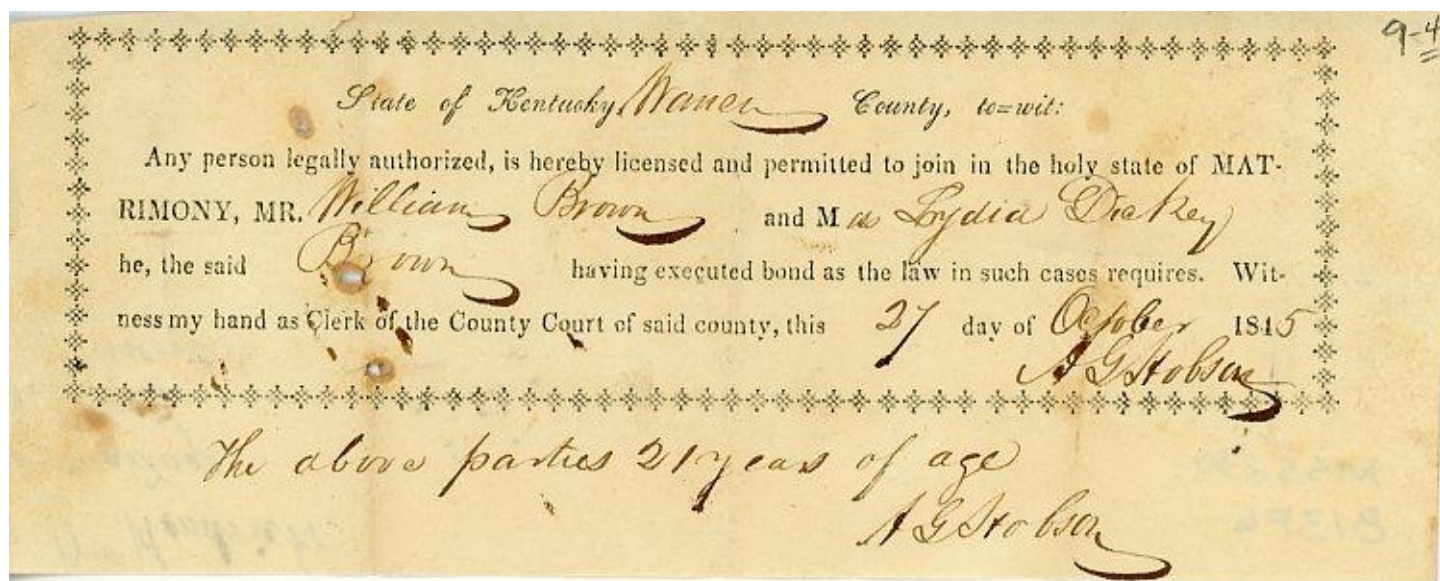 9-4
State of Kentucky, Warren County, to=wit:
Any person legally authorized, is hereby licensed and permitted to join in the holy state of MAT-
RIMONY, MR. William Brown and M Lydia Dickey
he, the said Brown having executed bond as the law in such cases requires. Wit-
ness my hand as Clerk of the County Court of said county, this 27 day of October 1845
A G Hobson
The above parties 21 years of age
A G Hobson